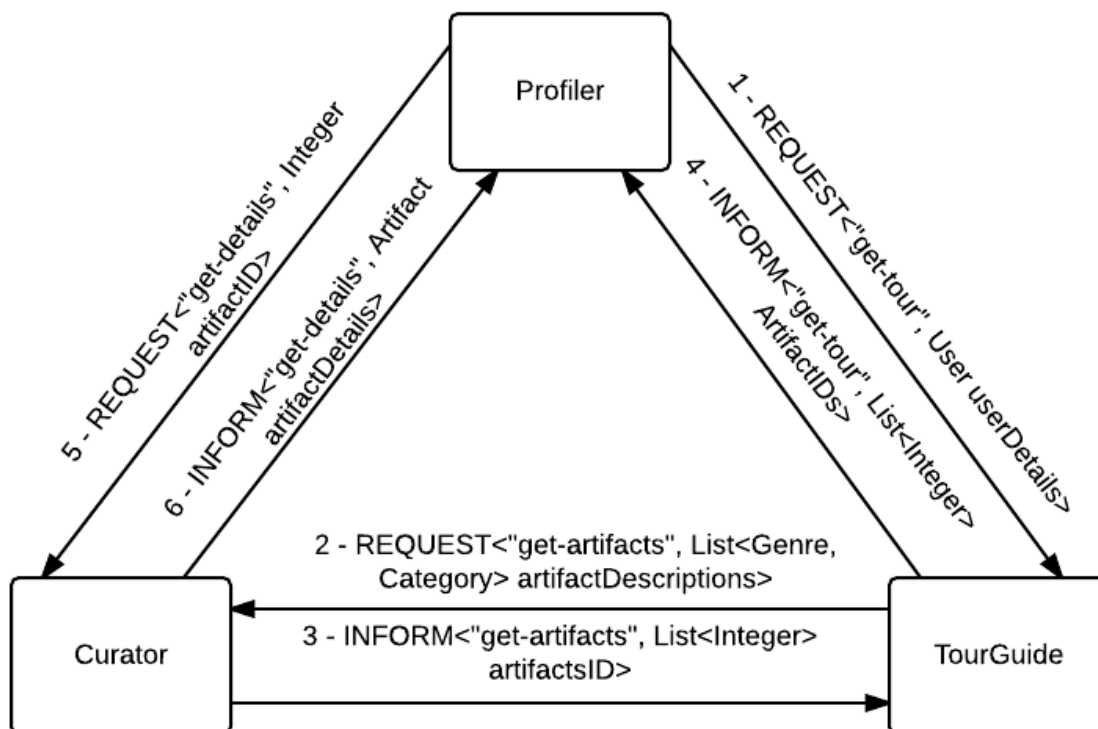 Profiler
1 - REQUEST<"get-tour", User userDetails>
4 - INFORM<"get-tour", List<Integer>
ArtifactIDs>
5 - REQUEST<"get-details", Integer
artifactID>
6 - INFORM<"get-details", Artifact
artifactDetails>
2 - REQUEST<"get-artifacts", List<Genre,
Category> artifactDescriptions>
3 - INFORM<"get-artifacts", List<Integer>
artifactsID>
Curator
TourGuide